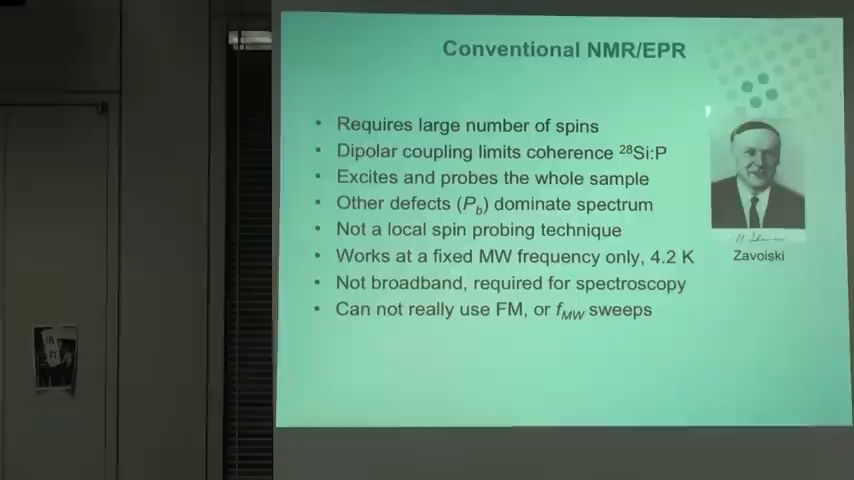 Conventional NMR/EPR
• Requires large number of spins
• Dipolar coupling limits coherence ²⁸Si:P
• Excites and probes the whole sample
• Other defects (P_b) dominate spectrum
• Not a local spin probing technique
• Works at a fixed MW frequency only, 4.2 K
• Not broadband, required for spectroscopy
• Can not really use FM, or f_MW sweeps
Zavoiski